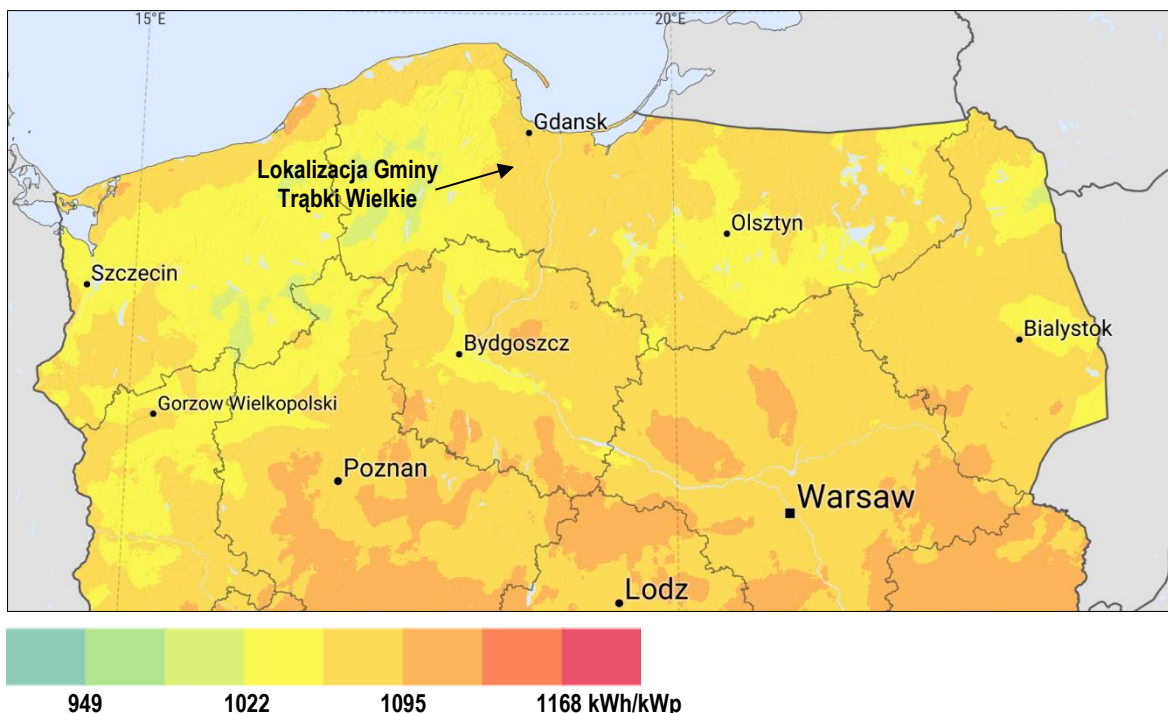 15°E
20°E
Gdansk
Lokalizacja Gminy
Trąbki Wielkie
Olsztyn
Szczecin
Bialystok
Bydgoszcz
Gorzow Wielkopolski
Poznan
Warsaw
Lodz
949
1022
1095
1168 kWh/kWp